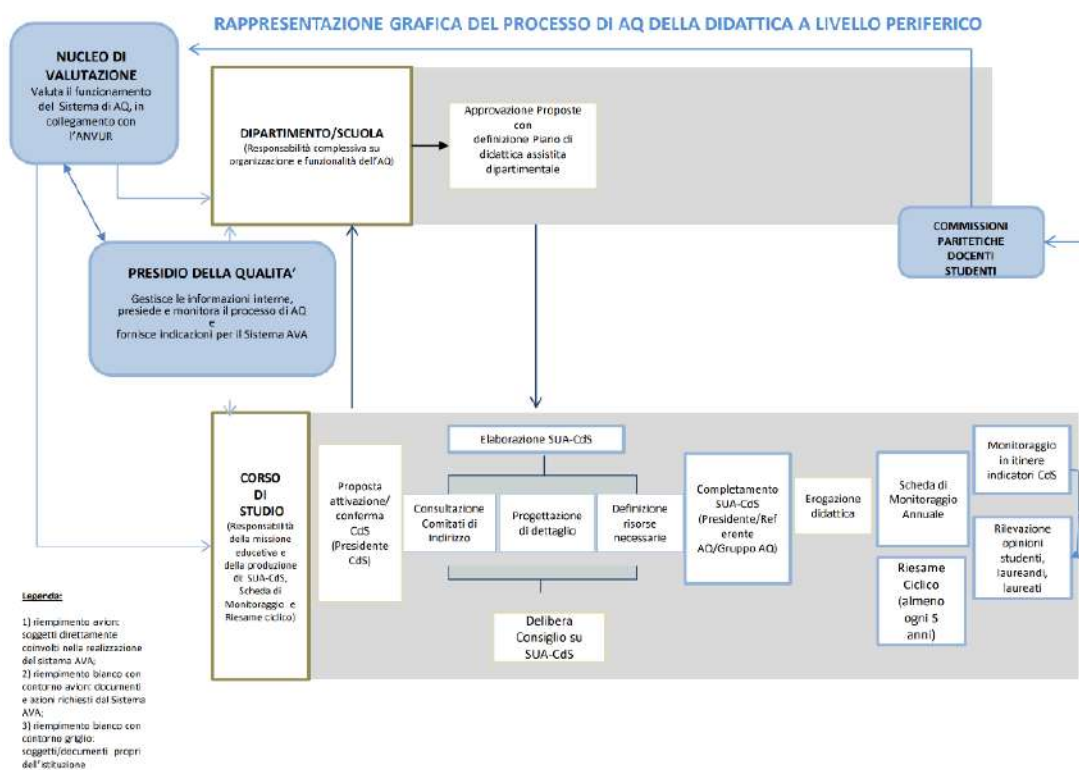 RAPPRESENTAZIONE GRAFICA DEL PROCESSO DI AQ DELLA DIDATTICA A LIVELLO PERIFERICO
NUCLEO DI
VALUTAZIONE
Valuta il funzionamento
del Sistema di AQ, in
collegamento con
l'ANVUR
DIPARTIMENTO/SCUOLA
(Responsabilità complessiva su
organizzazione e funzionalità dell'AQ)
Approvazione Proposte
con
definizione Piano di
didattica assistita
dipartimentale
COMMISSIONI
PARITETICHE
DOCENTI
STUDENTI
PRESIDIO DELLA QUALITA'
Gestisce le informazioni interne,
presiede e monitora il processo di AQ
e
fornisce indicazioni per il Sistema AVA
CORSO
DI
STUDIO
(Responsabilità
della missione
educativa e
della produzione
di SUA-CdS,
Scheda di
Monitoraggio e
Riesame ciclico)
Proposta
attivazione/
conferma
CdS
(Presidente
CdS)
Elaborazione SUA-CdS
Consultazione
Comitati di
Indirizzo
Progettazione
di dettaglio
Definizione
risorse
necessarie
Delibera
Consiglio su
SUA-CdS
Completamento
SUA-CdS
(Presidente/Ref
erente
AQ/Gruppo AQ)
Erogazione
didattica
Scheda di
Monitoraggio
Annuale
Riesame
Ciclico
(almeno
ogni 5
anni)
Monitoraggio
in itinere
indicatori CdS
Rilevazione
opinioni
studenti,
laureandi,
laureati
Legenda:
1) riempimento avion:
soggetti direttamente
coinvolti nella realizzazione
del sistema AVA;
2) riempimento bianco con
contorno avion: documenti
e azioni richiesti dal Sistema
AVA;
3) riempimento bianco con
contorno griglio:
soggetti/documenti propri
dell'istituzione